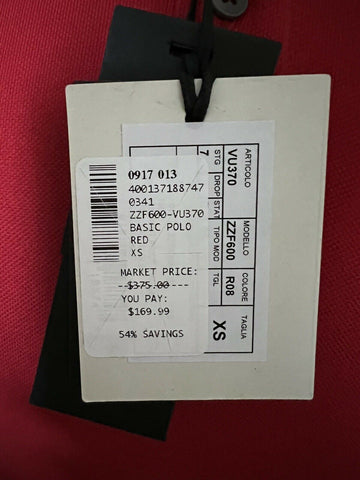 0917 013
400137188747
0341
ZZF600-VU370
BASIC POLO
RED
XS
MARKET PRICE:
--$375.00---
YOU PAY:
$169.99
54% SAVINGS
ARTICOLO MODELLO COLORE TAGLIA
VU370 ZZF600 R08 XS
STG DROP STAT TIPO MOD TGL
7